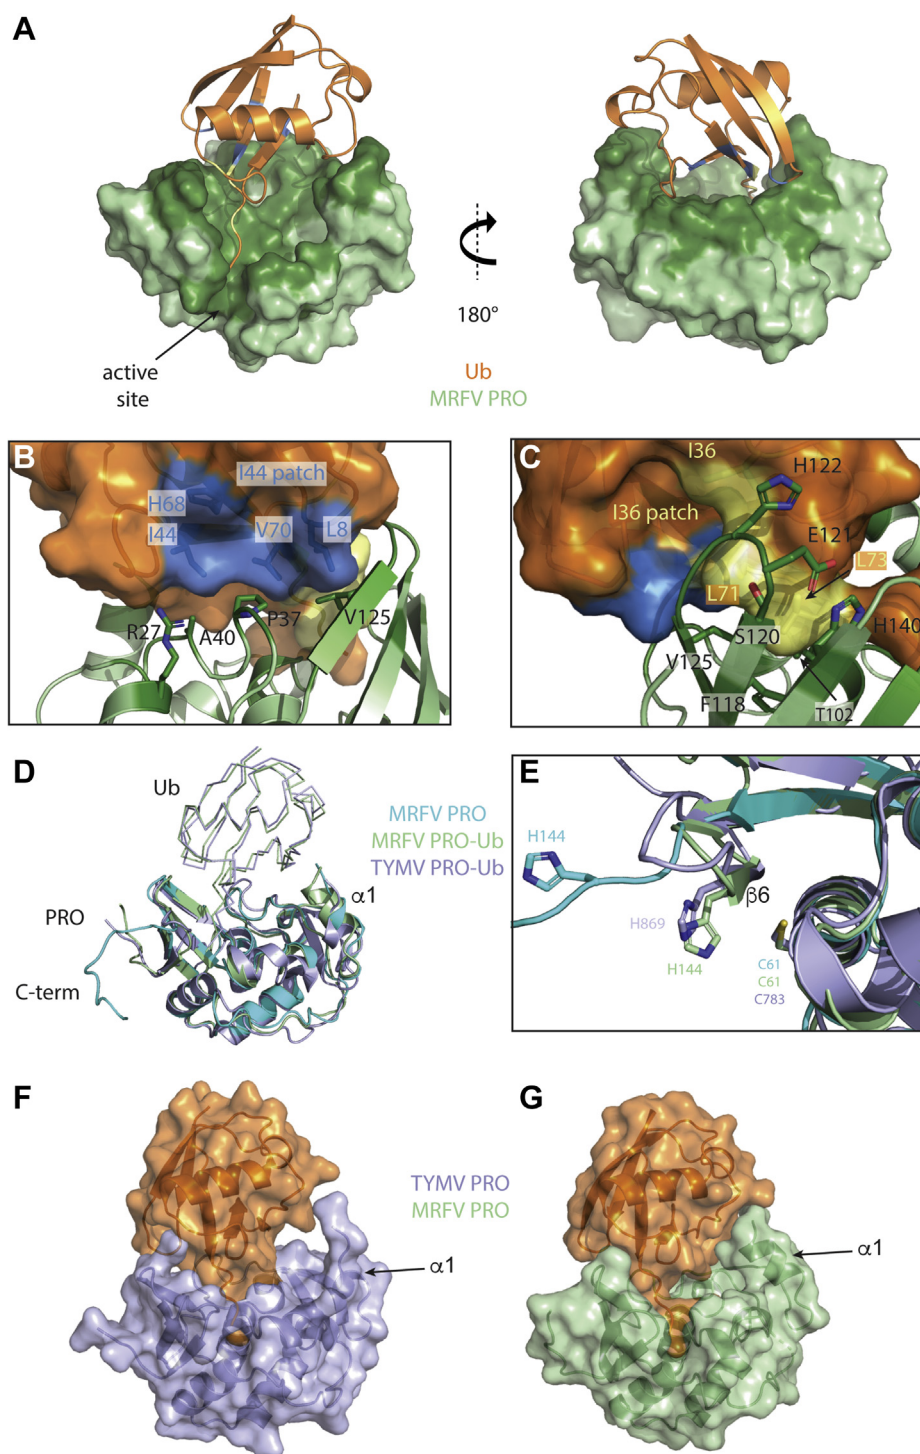 A
180°
active
site
Ub
MRFV PRO
B
I44 patch
H68
I44
V70
L8
R27
A40
P37
V125
C
I36
H122
I36 patch
E121
L73
L71
S120
H140
V125
F118
T102
D
Ub
MRFV PRO
MRFV PRO-Ub
TYMV PRO-Ub
α1
PRO
C-term
E
H144
β6
H869
H144
C61
C61
C783
F
TYMV PRO
MRFV PRO
α1
G
α1